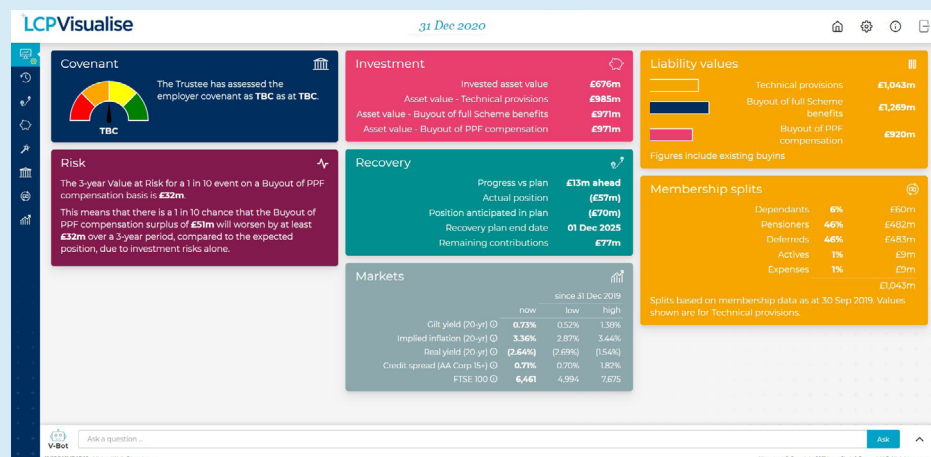 LCPVisualise
31 Dec 2020
Covenant
The Trustee has assessed the
employer covenant as TBC as at TBC.
TBC
Risk
The 3-year Value at Risk for a 1 in 10 event on a Buyout of PPF
compensation basis is £32m.
This means that there is a 1 in 10 chance that the Buyout of
PPF compensation surplus of £51m will worsen by at least
£32m over a 3-year period, compared to the expected
position, due to investment risks alone.
Investment
Invested asset value £676m
Asset value - Technical provisions £985m
Asset value - Buyout of full Scheme benefits £971m
Asset value - Buyout of PPF compensation £971m
Recovery
Progress vs plan £13m ahead
Actual position (£57m)
Position anticipated in plan (£70m)
Recovery plan end date 01 Dec 2025
Remaining contributions £77m
Markets
since 31 Dec 2019
now low high
Gilt yield (20-yr) 0.73% 0.52% 1.38%
Implied inflation (20-yr) 3.36% 2.87% 3.44%
Real yield (20-yr) (2.64%) (2.69%) (1.54%)
Credit spread (AA Corp 15+) 0.71% 0.70% 1.82%
FTSE 100 6,461 4,994 7,675
Liability values
Technical provisions £1,043m
Buyout of full Scheme
benefits £1,269m
Buyout of PPF
compensation £920m
Figures include existing buyins
Membership splits
Dependants 6% £60m
Pensioners 46% £482m
Deferreds 46% £483m
Actives 1% £9m
Expenses 1% £9m
£1,043m
Splits based on membership data as at 30 Sep 2019. Values
shown are for Technical provisions.
V-Bot
Ask a question ...
Ask